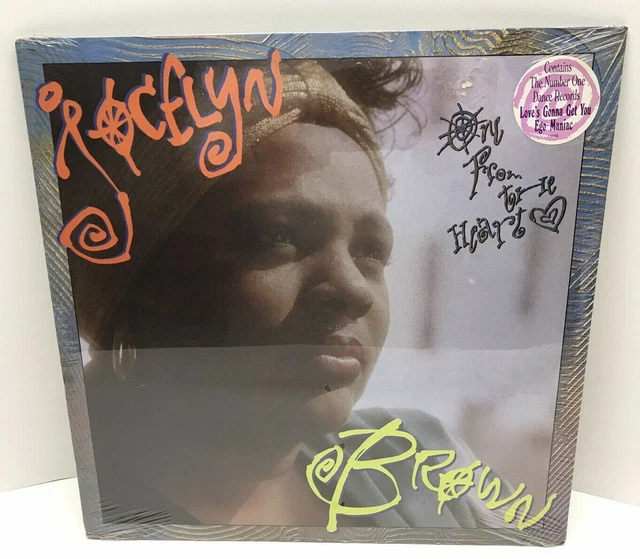 Jocelyn
One
From
the
Heart
Contains
The Number One
Dance Records
Love's Gonna Get You
Ego Maniac
Brown